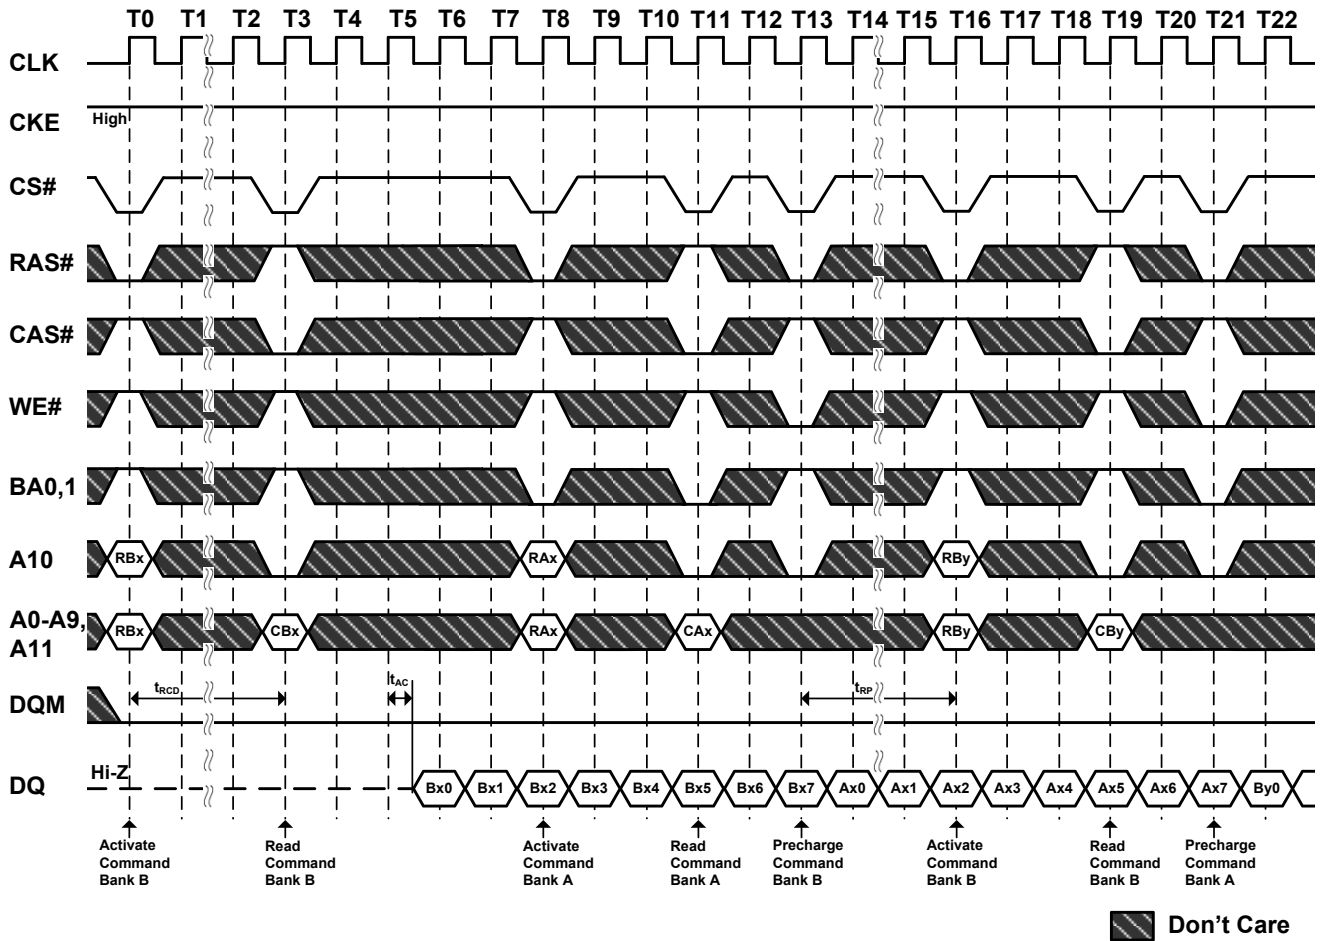 T0 T1 T2 T3 T4 T5 T6 T7 T8 T9 T10 T11 T12 T13 T14 T15 T16 T17 T18 T19 T20 T21 T22
CLK
CKE High
CS#
RAS#
CAS#
WE#
BA0,1
A10 RBx RAx RBy
A0-A9,
A11 RBx CBx RAx CAx RBy CBy
DQM tRCD tAC tRP
DQ Hi-Z Bx0 Bx1 Bx2 Bx3 Bx4 Bx5 Bx6 Bx7 Ax0 Ax1 Ax2 Ax3 Ax4 Ax5 Ax6 Ax7 By0
Activate
Command
Bank B
Read
Command
Bank B
Activate
Command
Bank A
Read
Command
Bank A
Precharge
Command
Bank B
Activate
Command
Bank B
Read
Command
Bank B
Precharge
Command
Bank A
Don't Care